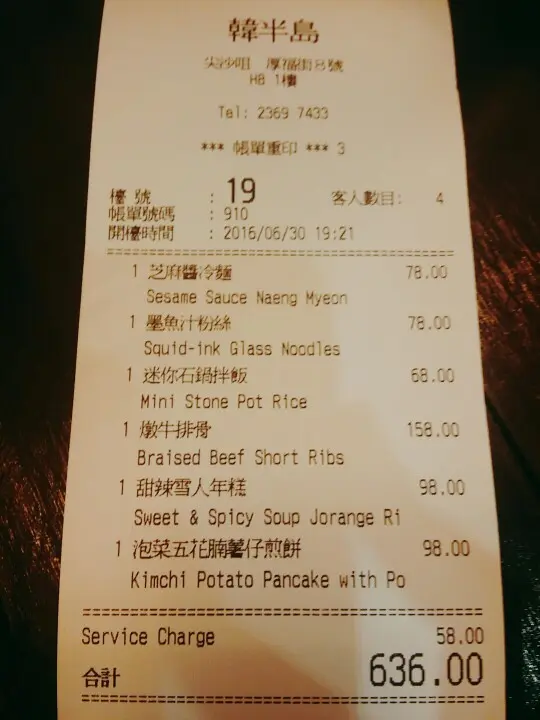 韓半島
尖沙咀 厚福街8號
H8 1樓
Tel: 2369 7433
*** 帳單重印 *** 3
檯號 : 19 客人數目: 4
帳單號碼 : 910
開檯時間 : 2016/06/30 19:21
1 芝麻醬冷麵 78.00
Sesame Sauce Naeng Myeon
1 墨魚汁粉絲 78.00
Squid-ink Glass Noodles
1 迷你石鍋拌飯 68.00
Mini Stone Pot Rice
1 燉牛排骨 158.00
Braised Beef Short Ribs
1 甜辣雪人年糕 98.00
Sweet & Spicy Soup Jorange Ri
1 泡菜五花腩薯仔煎餅 98.00
Kimchi Potato Pancake with Po
Service Charge 58.00
合計 636.00